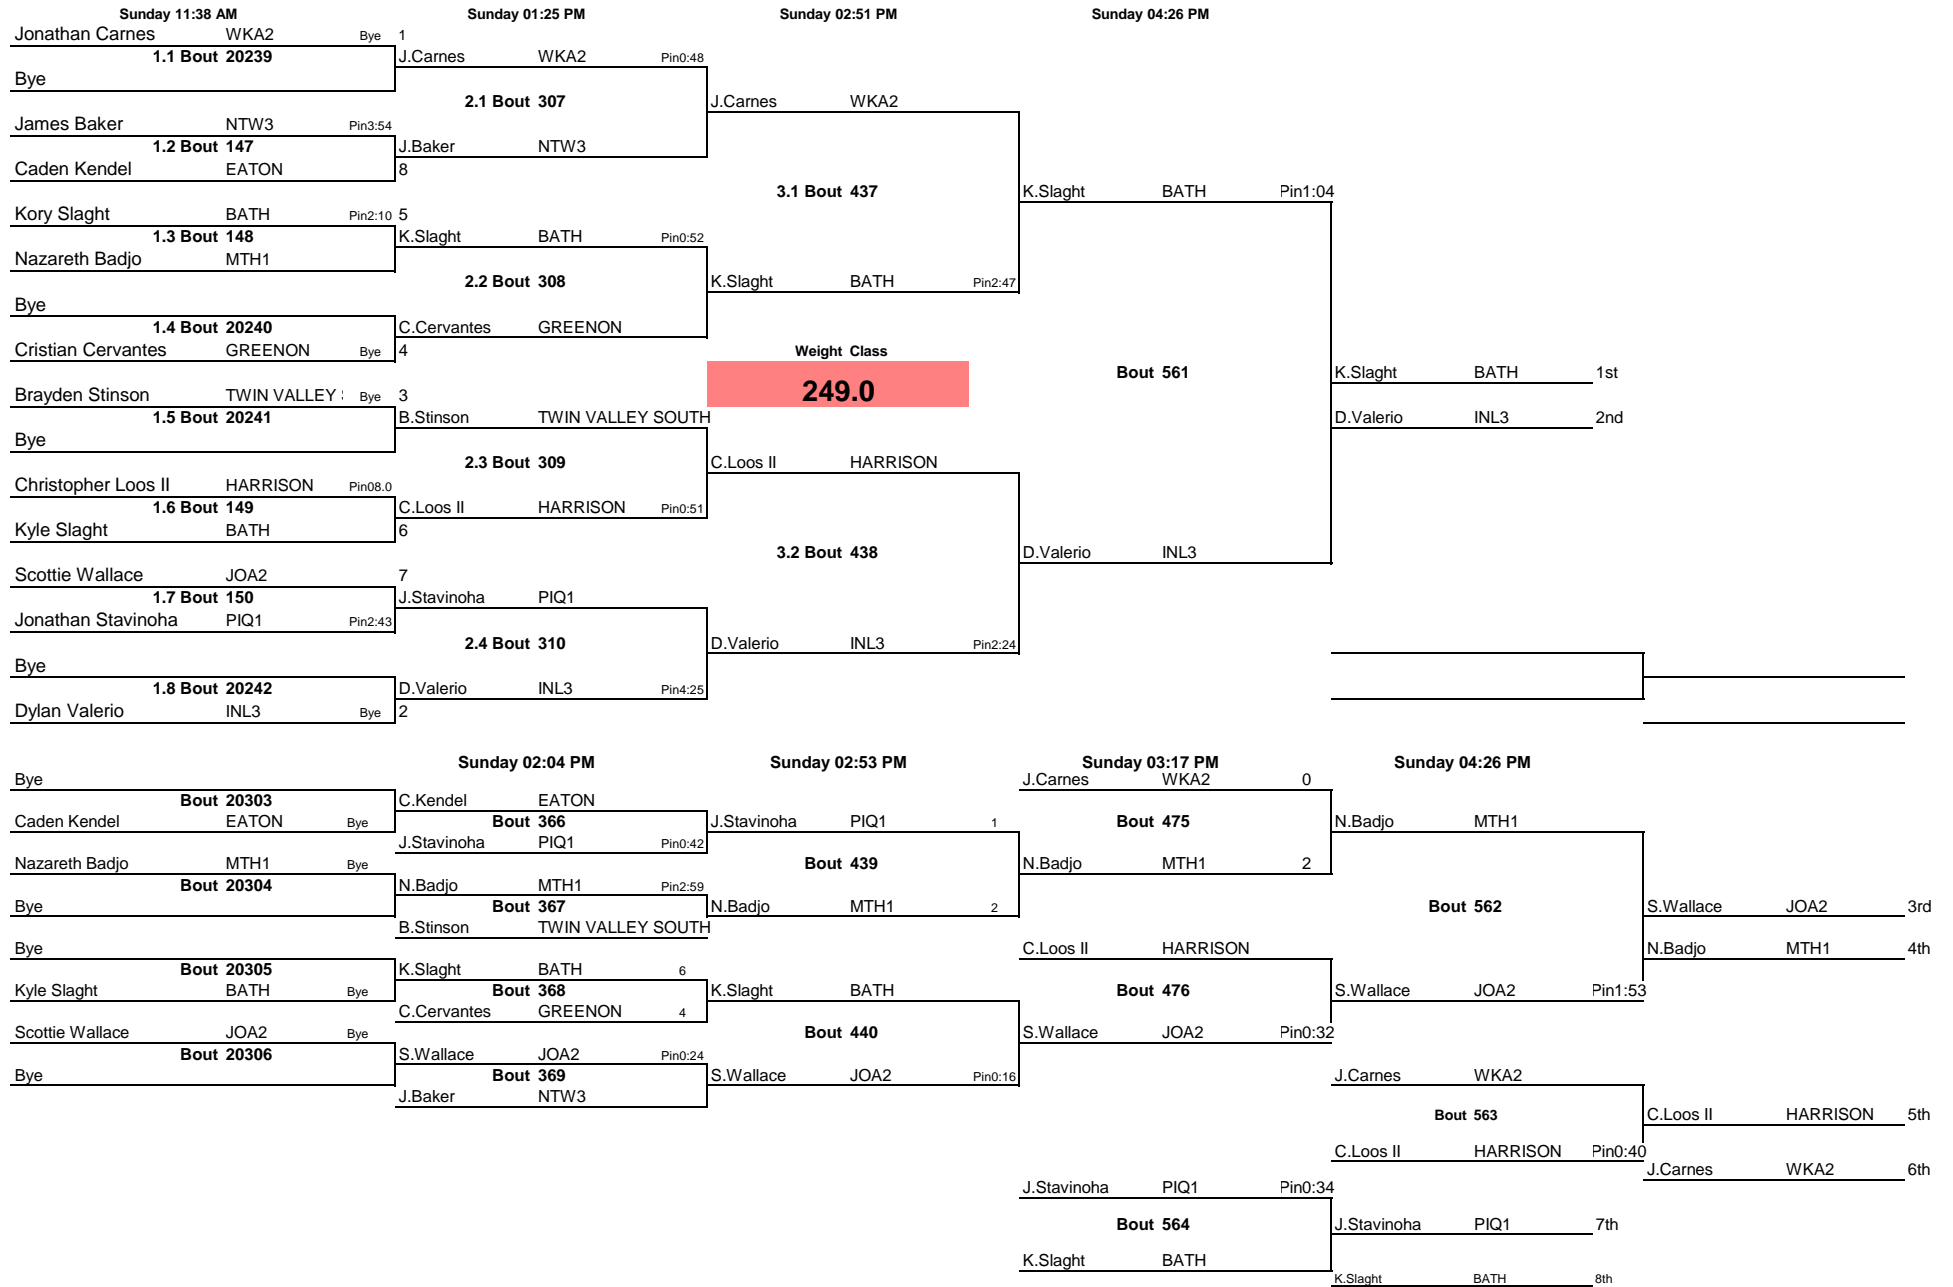 Sunday 11:38 AM Sunday 01:25 PM Sunday 02:51 PM Sunday 04:26 PM
Jonathan Carnes WKA2 Bye 1
1.1 Bout 20239 J.Carnes WKA2 Pin0:48
Bye
2.1 Bout 307 J.Carnes WKA2
James Baker NTW3 Pin3:54
1.2 Bout 147 J.Baker NTW3
Caden Kendel EATON 8
3.1 Bout 437 K.Slaght BATH Pin1:04
Kory Slaght BATH Pin2:10 5
1.3 Bout 148 K.Slaght BATH Pin0:52
Nazareth Badjo MTH1
2.2 Bout 308 K.Slaght BATH Pin2:47
Bye
1.4 Bout 20240 C.Cervantes GREENON
Cristian Cervantes GREENON Bye 4 Weight Class
Bout 561 K.Slaght BATH 1st
Brayden Stinson TWIN VALLEY Bye 3 249.0
1.5 Bout 20241 B.Stinson TWIN VALLEY SOUTH D.Valerio INL3 2nd
Bye
2.3 Bout 309 C.Loos II HARRISON
Christopher Loos II HARRISON Pin08.0
1.6 Bout 149 C.Loos II HARRISON Pin0:51
Kyle Slaght BATH 6
3.2 Bout 438 D.Valerio INL3
Scottie Wallace JOA2 7
1.7 Bout 150 J.Stavinoha PIQ1
Jonathan Stavinoha PIQ1 Pin2:43
2.4 Bout 310 D.Valerio INL3 Pin2:24
Bye
1.8 Bout 20242 D.Valerio INL3 Pin4:25
Dylan Valerio INL3 Bye 2
Sunday 02:04 PM Sunday 02:53 PM Sunday 03:17 PM Sunday 04:26 PM
Bye J.Carnes WKA2 0
Bout 20303 C.Kendel EATON
Caden Kendel EATON Bye Bout 366 J.Stavinoha PIQ1 1 Bout 475 N.Badjo MTH1
J.Stavinoha PIQ1 Pin0:42
Nazareth Badjo MTH1 Bye Bout 439 N.Badjo MTH1 2
Bout 20304 N.Badjo MTH1 Pin2:59
Bye Bout 367 N.Badjo MTH1 2 Bout 562 S.Wallace JOA2 3rd
B.Stinson TWIN VALLEY SOUTH
Bye C.Loos II HARRISON N.Badjo MTH1 4th
Bout 20305 K.Slaght BATH 6
Kyle Slaght BATH Bye Bout 368 K.Slaght BATH Bout 476 S.Wallace JOA2 Pin1:53
C.Cervantes GREENON 4
Scottie Wallace JOA2 Bye Bout 440 S.Wallace JOA2 Pin0:32
Bout 20306 S.Wallace JOA2 Pin0:24
Bye Bout 369 S.Wallace JOA2 Pin0:16 J.Carnes WKA2
J.Baker NTW3
Bout 563 C.Loos II HARRISON 5th
C.Loos II HARRISON Pin0:40
J.Carnes WKA2 6th
J.Stavinoha PIQ1 Pin0:34
Bout 564 J.Stavinoha PIQ1 7th
K.Slaght BATH
K.Slaght BATH 8th